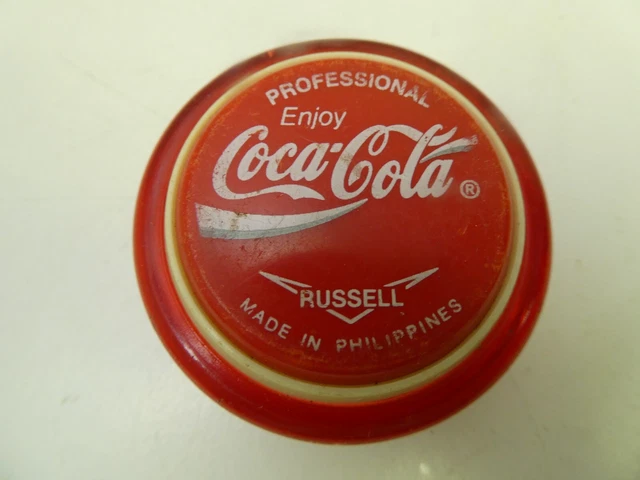 PROFESSIONAL
Enjoy
Coca-Cola ®
RUSSELL
MADE IN PHILIPPINES